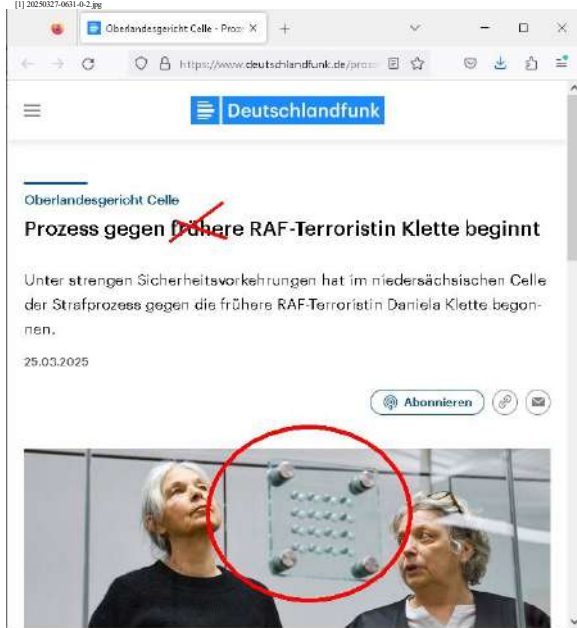 [1] 20250327-0631-0-2.jpg
Oberlandesgericht Celle - Proz
https://www.deutschlandfunk.de/proz
Deutschlandfunk
Oberlandesgericht Celle
Prozess gegen frühere RAF-Terroristin Klette beginnt
Unter strengen Sicherheitsvorkehrungen hat im niedersächsischen Celle
der Strafprozess gegen die frühere RAF-Terroristin Daniela Klette begon-
nen.
25.03.2025
Abonnieren